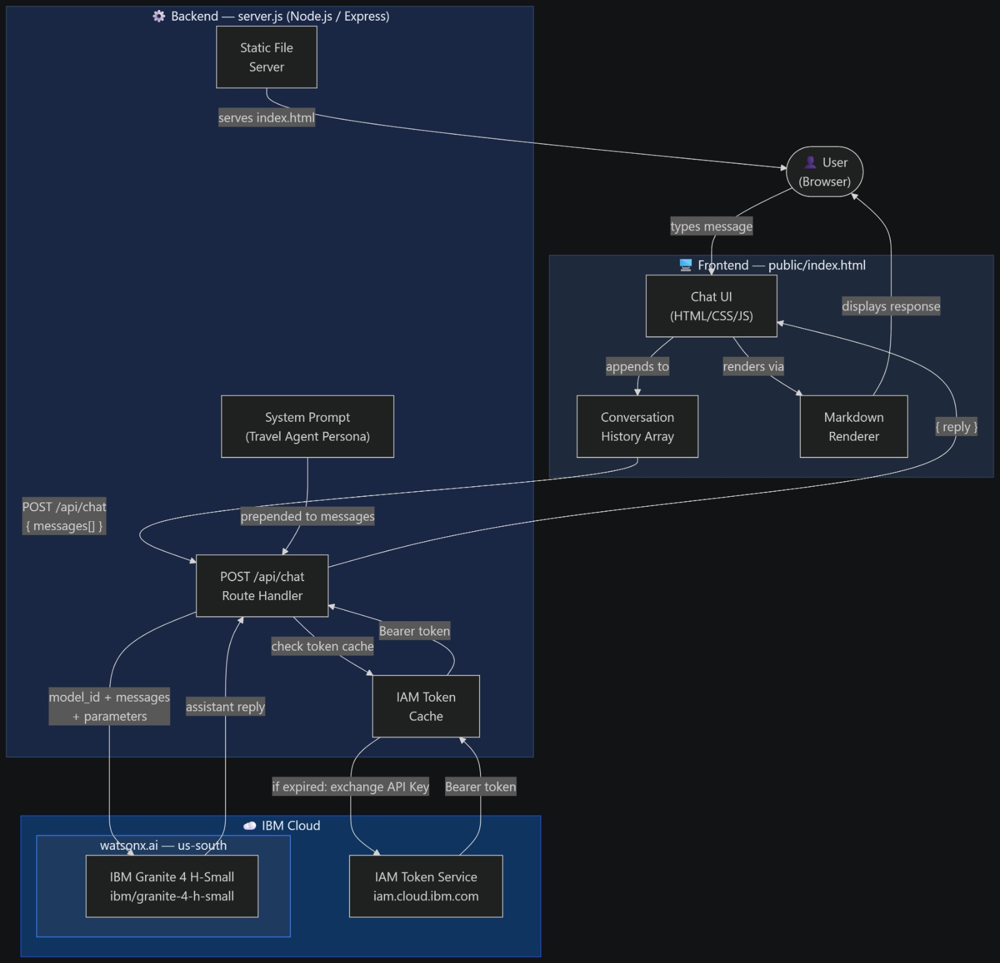 ⚙️ Backend — server.js (Node.js / Express)
Static File
Server
serves index.html
👤 User
(Browser)
types message
🖥️ Frontend — public/index.html
Chat UI
(HTML/CSS/JS)
displays response
appends to
renders via
System Prompt
(Travel Agent Persona)
Conversation
History Array
Markdown
Renderer
{ reply }
POST /api/chat
{ messages[] }
prepended to messages
POST /api/chat
Route Handler
Bearer token
check token cache
model_id + messages
+ parameters
assistant reply
IAM Token
Cache
if expired: exchange API Key
Bearer token
☁️ IBM Cloud
watsonx.ai — us-south
IBM Granite 4 H-Small
ibm/granite-4-h-small
IAM Token Service
iam.cloud.ibm.com